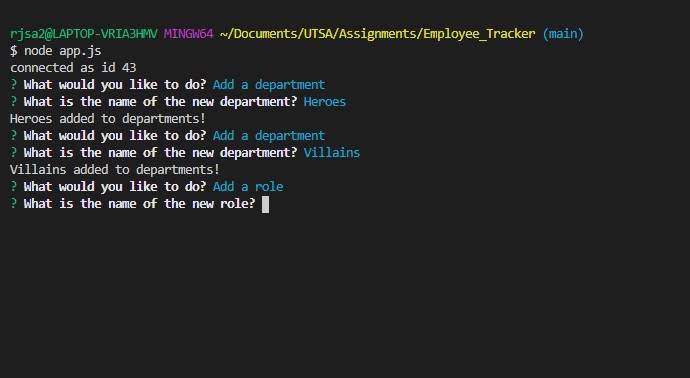 rjsa2@LAPTOP-VRIA3HMV MINGW64 ~/Documents/UTSA/Assignments/Employee_Tracker (main)
$ node app.js
connected as id 43
? What would you like to do? Add a department
? What is the name of the new department? Heroes
Heroes added to departments!
? What would you like to do? Add a department
? What is the name of the new department? Villains
Villains added to departments!
? What would you like to do? Add a role
? What is the name of the new role?